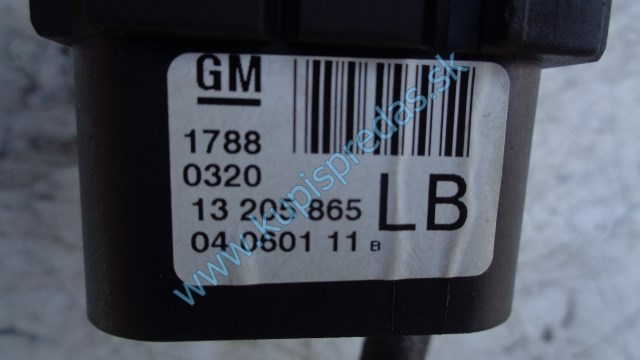 GM
1788
0320
13 205 865
LB
04 0601 11 B
www.kupispredas.sk